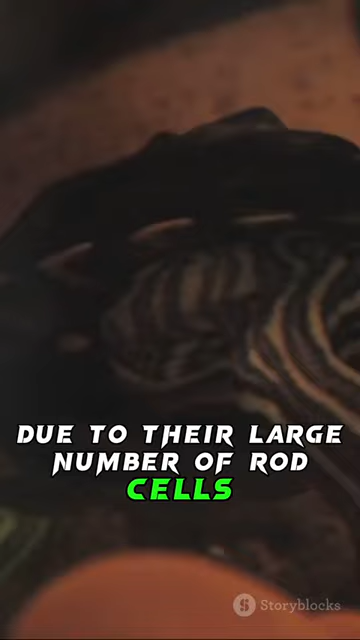 DUE TO THEIR LARGE
NUMBER OF ROD
CELLS
Storyblocks